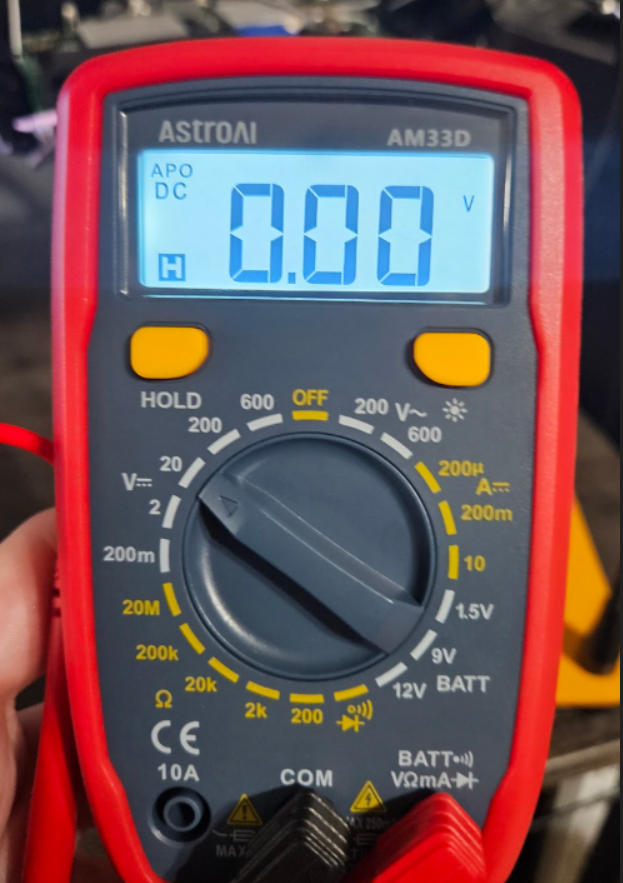 ASTROAI
AM33D
APO
DC
0.00
V
H
HOLD
OFF
600
200
200 V~
600
20
V⎓
2
200m
200µ
A⎓
200m
10
20M
200k
20k
Ω
2k
200
1.5V
9V
12V
BATT
CE
10A
COM
BATT
VΩmA
MAX